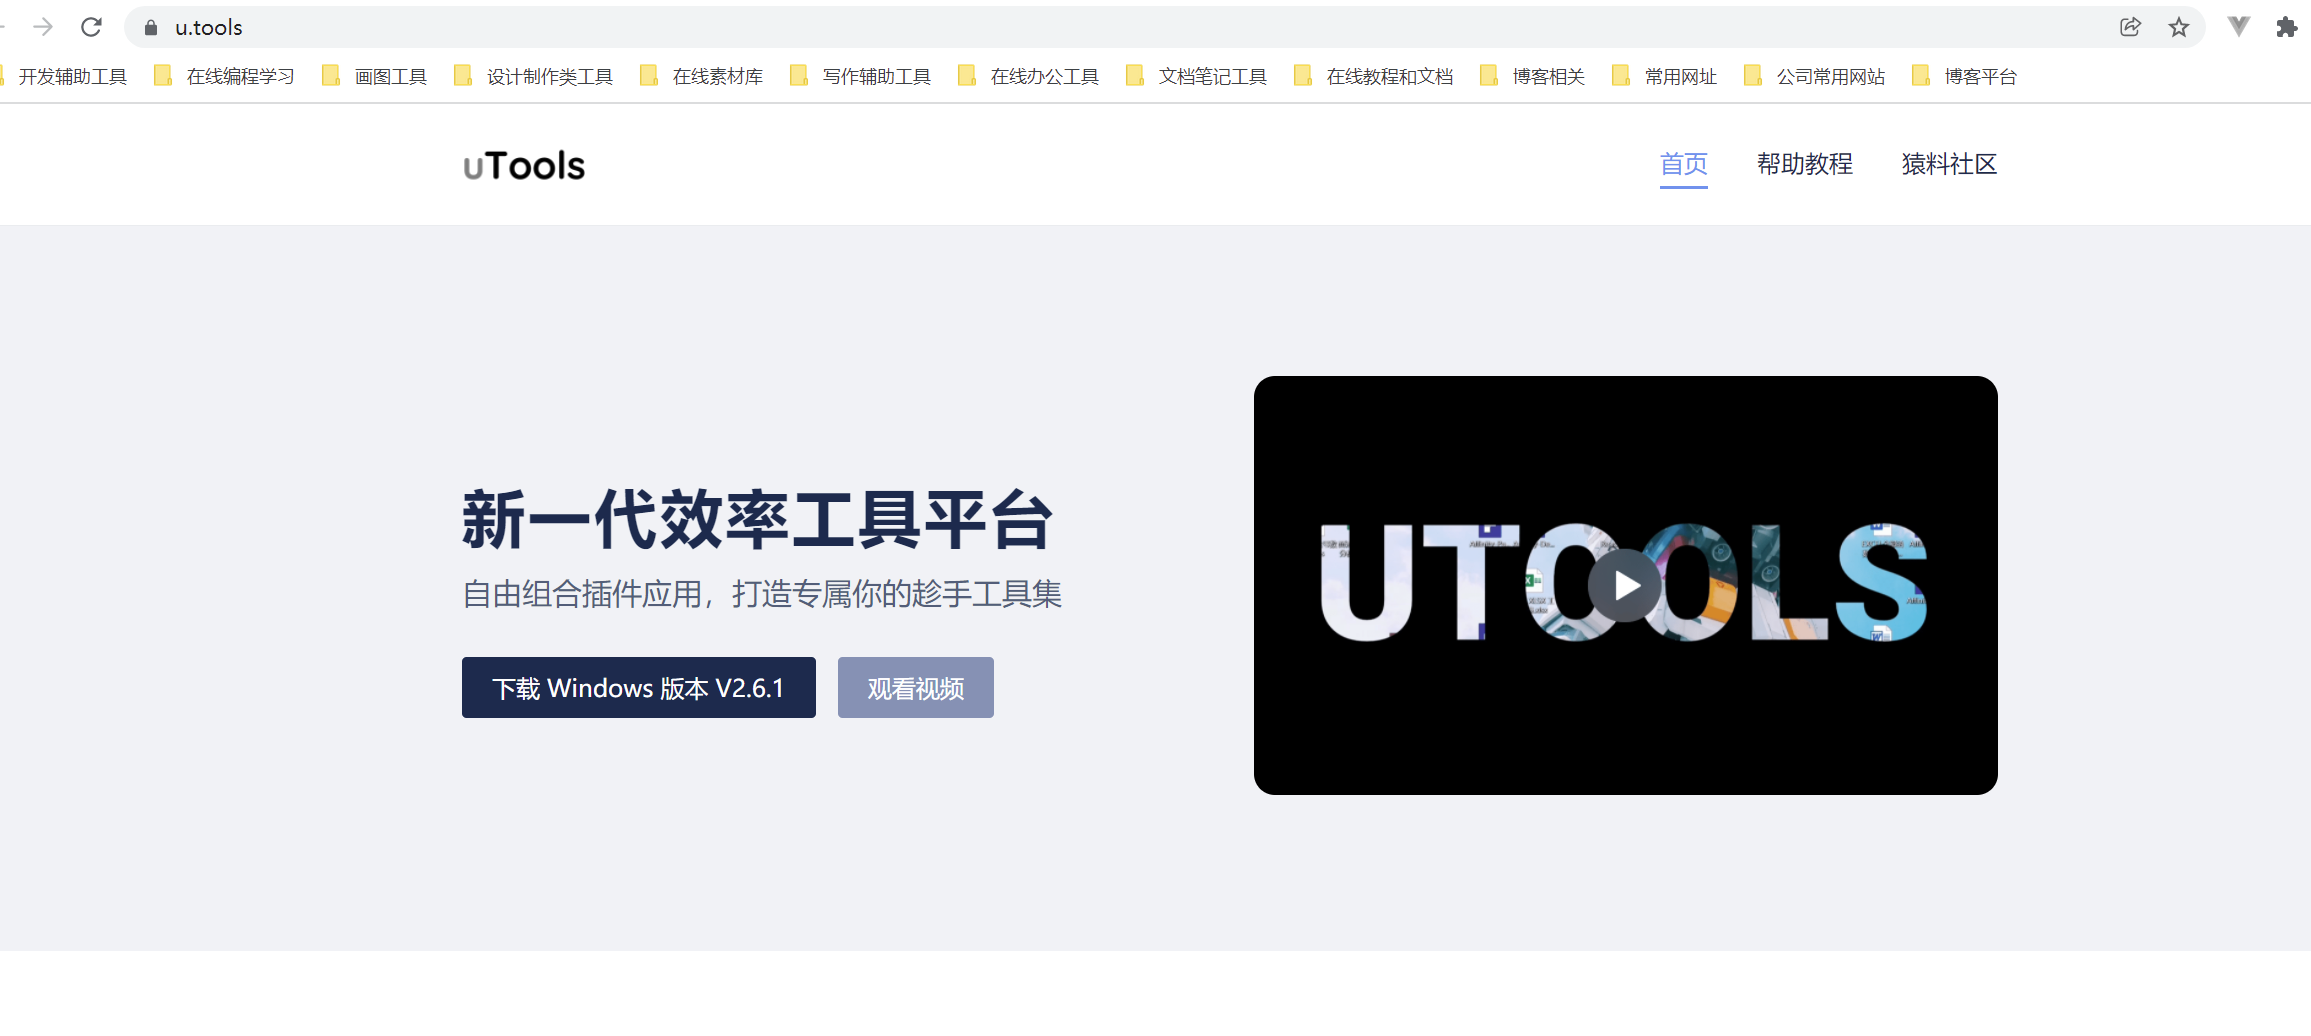 u.tools
开发辅助工具 在线编程学习 画图工具 设计制作类工具 在线素材库 写作辅助工具 在线办公工具 文档笔记工具 在线教程和文档 博客相关 常用网址 公司常用网站 博客平台
uTools 首页 帮助教程 猿料社区
新一代效率工具平台
自由组合插件应用，打造专属你的趁手工具集
下载 Windows 版本 V2.6.1 观看视频
UTOOLS